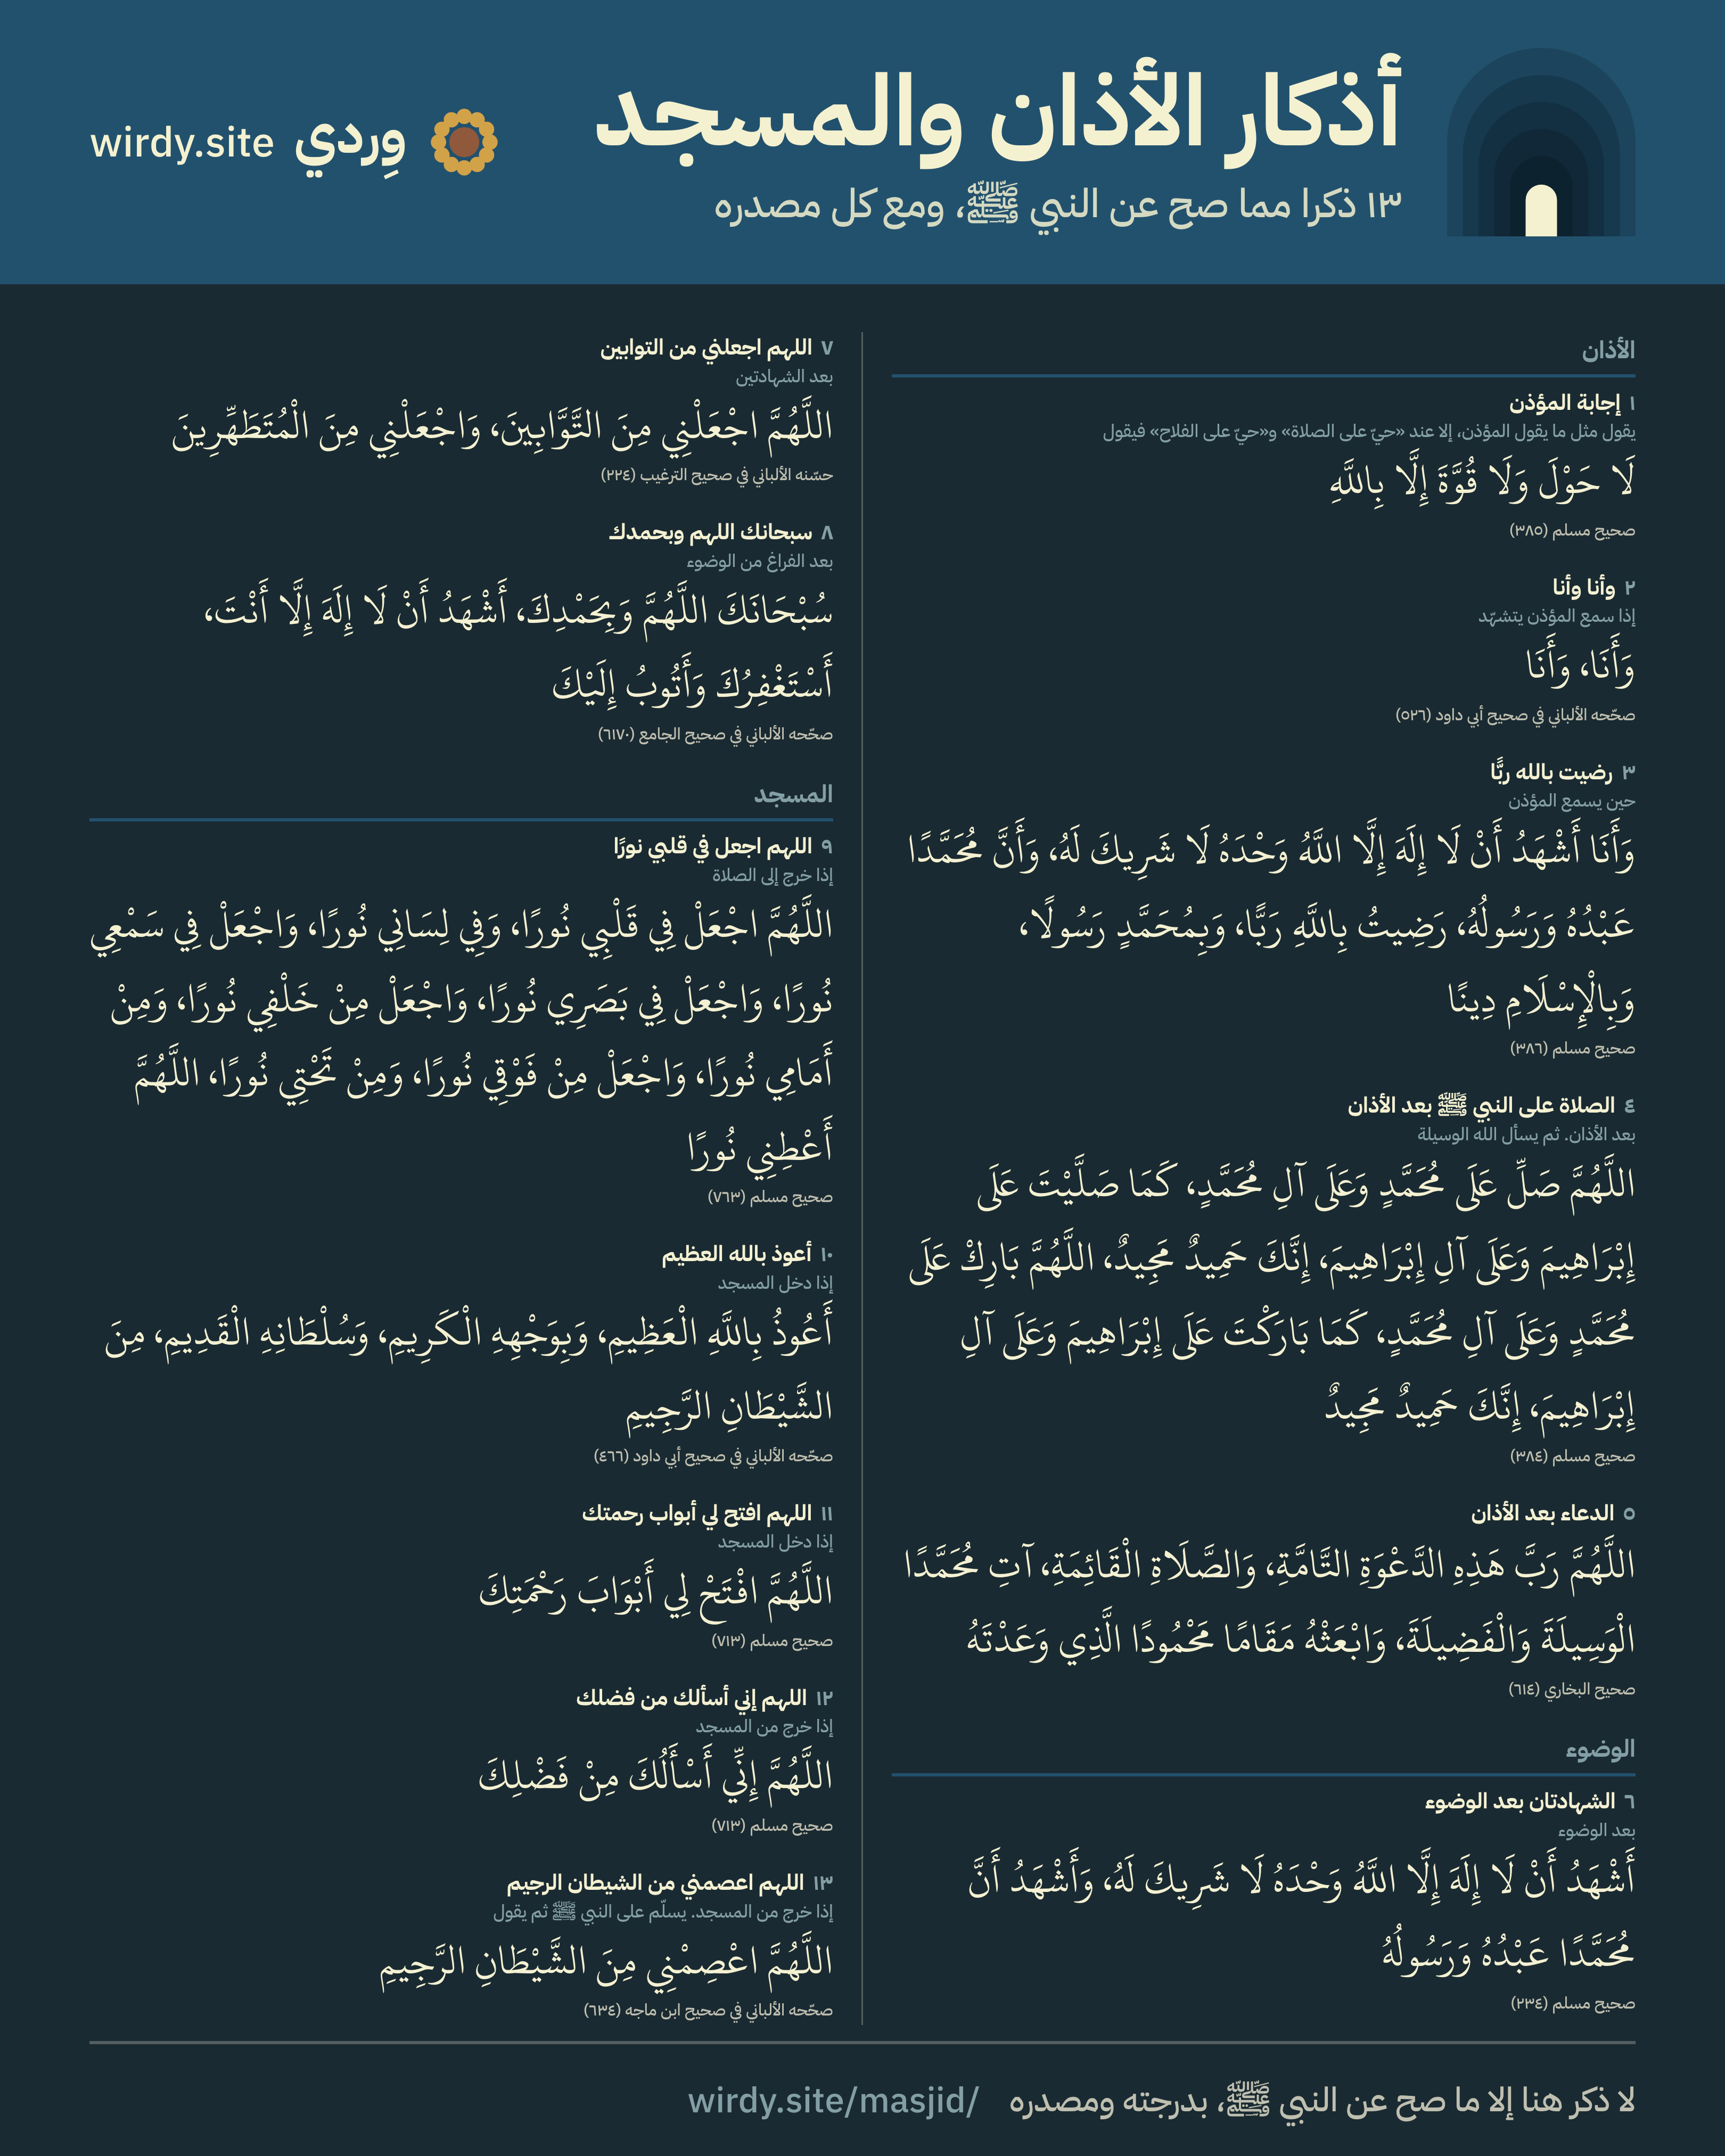 أذكار الأذان والمسجد
١٣ ذكرا مما صح عن النبي ﷺ، ومع كل مصدره
وِردي wirdy.site
الأذان
١ إجابة المؤذن
يقول مثل ما يقول المؤذن، إلا عند «حيّ على الصلاة» و«حيّ على الفلاح» فيقول
لَا حَوْلَ وَلَا قُوَّةَ إِلَّا بِاللَّهِ
صحيح مسلم (٣٨٥)
٢ وأنا وأنا
إذا سمع المؤذن يتشهّد
وَأَنَا، وَأَنَا
صحّحه الألباني في صحيح أبي داود (٥٢٦)
٣ رضيت بالله ربًّا
حين يسمع المؤذن
وَأَنَا أَشْهَدُ أَنْ لَا إِلَهَ إِلَّا اللَّهُ وَحْدَهُ لَا شَرِيكَ لَهُ، وَأَنَّ مُحَمَّدًا
عَبْدُهُ وَرَسُولُهُ، رَضِيتُ بِاللَّهِ رَبًّا، وَبِمُحَمَّدٍ رَسُولًا،
وَبِالْإِسْلَامِ دِينًا
صحيح مسلم (٣٨٦)
٤ الصلاة على النبي ﷺ بعد الأذان
بعد الأذان. ثم يسأل الله الوسيلة
اللَّهُمَّ صَلِّ عَلَى مُحَمَّدٍ وَعَلَى آلِ مُحَمَّدٍ، كَمَا صَلَّيْتَ عَلَى
إِبْرَاهِيمَ وَعَلَى آلِ إِبْرَاهِيمَ، إِنَّكَ حَمِيدٌ مَجِيدٌ، اللَّهُمَّ بَارِكْ عَلَى
مُحَمَّدٍ وَعَلَى آلِ مُحَمَّدٍ، كَمَا بَارَكْتَ عَلَى إِبْرَاهِيمَ وَعَلَى آلِ
إِبْرَاهِيمَ، إِنَّكَ حَمِيدٌ مَجِيدٌ
صحيح مسلم (٣٨٤)
٥ الدعاء بعد الأذان
اللَّهُمَّ رَبَّ هَذِهِ الدَّعْوَةِ التَّامَّةِ، وَالصَّلَاةِ الْقَائِمَةِ، آتِ مُحَمَّدًا
الْوَسِيلَةَ وَالْفَضِيلَةَ، وَابْعَثْهُ مَقَامًا مَحْمُودًا الَّذِي وَعَدْتَهُ
صحيح البخاري (٦١٤)
الوضوء
٦ الشهادتان بعد الوضوء
بعد الوضوء
أَشْهَدُ أَنْ لَا إِلَهَ إِلَّا اللَّهُ وَحْدَهُ لَا شَرِيكَ لَهُ، وَأَشْهَدُ أَنَّ
مُحَمَّدًا عَبْدُهُ وَرَسُولُهُ
صحيح مسلم (٢٣٤)
٧ اللهم اجعلني من التوابين
بعد الشهادتين
اللَّهُمَّ اجْعَلْنِي مِنَ التَّوَّابِينَ، وَاجْعَلْنِي مِنَ الْمُتَطَهِّرِينَ
حسّنه الألباني في صحيح الترغيب (٢٢٤)
٨ سبحانك اللهم وبحمدك
بعد الفراغ من الوضوء
سُبْحَانَكَ اللَّهُمَّ وَبِحَمْدِكَ، أَشْهَدُ أَنْ لَا إِلَهَ إِلَّا أَنْتَ،
أَسْتَغْفِرُكَ وَأَتُوبُ إِلَيْكَ
صحّحه الألباني في صحيح الجامع (٦١٧٠)
المسجد
٩ اللهم اجعل في قلبي نورًا
إذا خرج إلى الصلاة
اللَّهُمَّ اجْعَلْ فِي قَلْبِي نُورًا، وَفِي لِسَانِي نُورًا، وَاجْعَلْ فِي سَمْعِي
نُورًا، وَاجْعَلْ فِي بَصَرِي نُورًا، وَاجْعَلْ مِنْ خَلْفِي نُورًا، وَمِنْ
أَمَامِي نُورًا، وَاجْعَلْ مِنْ فَوْقِي نُورًا، وَمِنْ تَحْتِي نُورًا، اللَّهُمَّ
أَعْطِنِي نُورًا
صحيح مسلم (٧٦٣)
١٠ أعوذ بالله العظيم
إذا دخل المسجد
أَعُوذُ بِاللَّهِ الْعَظِيمِ، وَبِوَجْهِهِ الْكَرِيمِ، وَسُلْطَانِهِ الْقَدِيمِ، مِنَ
الشَّيْطَانِ الرَّجِيمِ
صحّحه الألباني في صحيح أبي داود (٤٦٦)
١١ اللهم افتح لي أبواب رحمتك
إذا دخل المسجد
اللَّهُمَّ افْتَحْ لِي أَبْوَابَ رَحْمَتِكَ
صحيح مسلم (٧١٣)
١٢ اللهم إني أسألك من فضلك
إذا خرج من المسجد
اللَّهُمَّ إِنِّي أَسْأَلُكَ مِنْ فَضْلِكَ
صحيح مسلم (٧١٣)
١٣ اللهم اعصمني من الشيطان الرجيم
إذا خرج من المسجد. يسلّم على النبي ﷺ ثم يقول
اللَّهُمَّ اعْصِمْنِي مِنَ الشَّيْطَانِ الرَّجِيمِ
صحّحه الألباني في صحيح ابن ماجه (٦٣٤)
لا ذكر هنا إلا ما صح عن النبي ﷺ، بدرجته ومصدره wirdy.site/masjid/